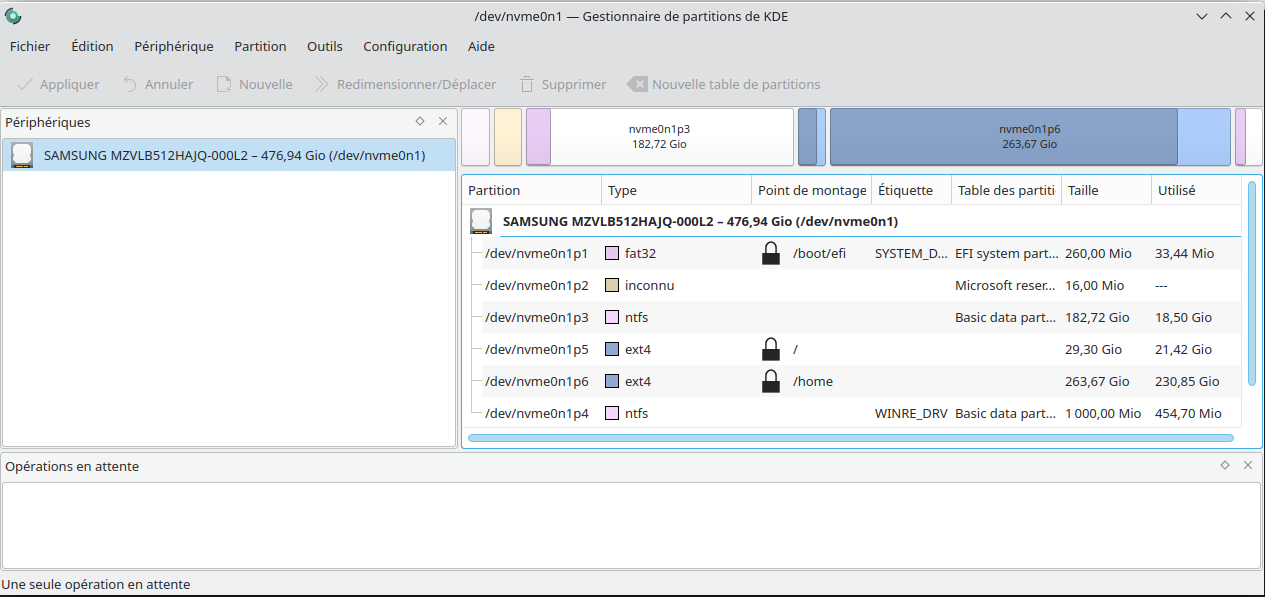 /dev/nvme0n1 — Gestionnaire de partitions de KDE
Fichier Édition Périphérique Partition Outils Configuration Aide
Appliquer Annuler Nouvelle Redimensionner/Déplacer Supprimer Nouvelle table de partitions
Périphériques
SAMSUNG MZVLB512HAJQ-000L2 – 476,94 Gio (/dev/nvme0n1)
nvme0n1p3
182,72 Gio
nvme0n1p6
263,67 Gio
Partition Type Point de montage Étiquette Table des partiti Taille Utilisé
SAMSUNG MZVLB512HAJQ-000L2 – 476,94 Gio (/dev/nvme0n1)
/dev/nvme0n1p1 fat32 /boot/efi SYSTEM_D... EFI system part... 260,00 Mio 33,44 Mio
/dev/nvme0n1p2 inconnu Microsoft reser... 16,00 Mio ---
/dev/nvme0n1p3 ntfs Basic data part... 182,72 Gio 18,50 Gio
/dev/nvme0n1p5 ext4 / 29,30 Gio 21,42 Gio
/dev/nvme0n1p6 ext4 /home 263,67 Gio 230,85 Gio
/dev/nvme0n1p4 ntfs WINRE_DRV Basic data part... 1 000,00 Mio 454,70 Mio
Opérations en attente
Une seule opération en attente